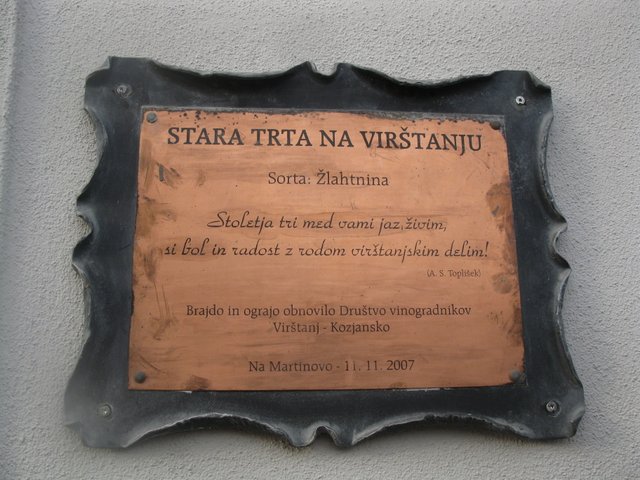 STARA TRTA NA VIRŠTANJU
Sorta: Žlahtnina
Stoletja tri med vami jaz živim,
si bol in radost z rodom virštanjskim delim!
(A. S. Toplišek)
Brajdo in ograjo obnovilo Društvo vinogradnikov
Virštanj - Kozjansko
Na Martinovo - 11. 11. 2007